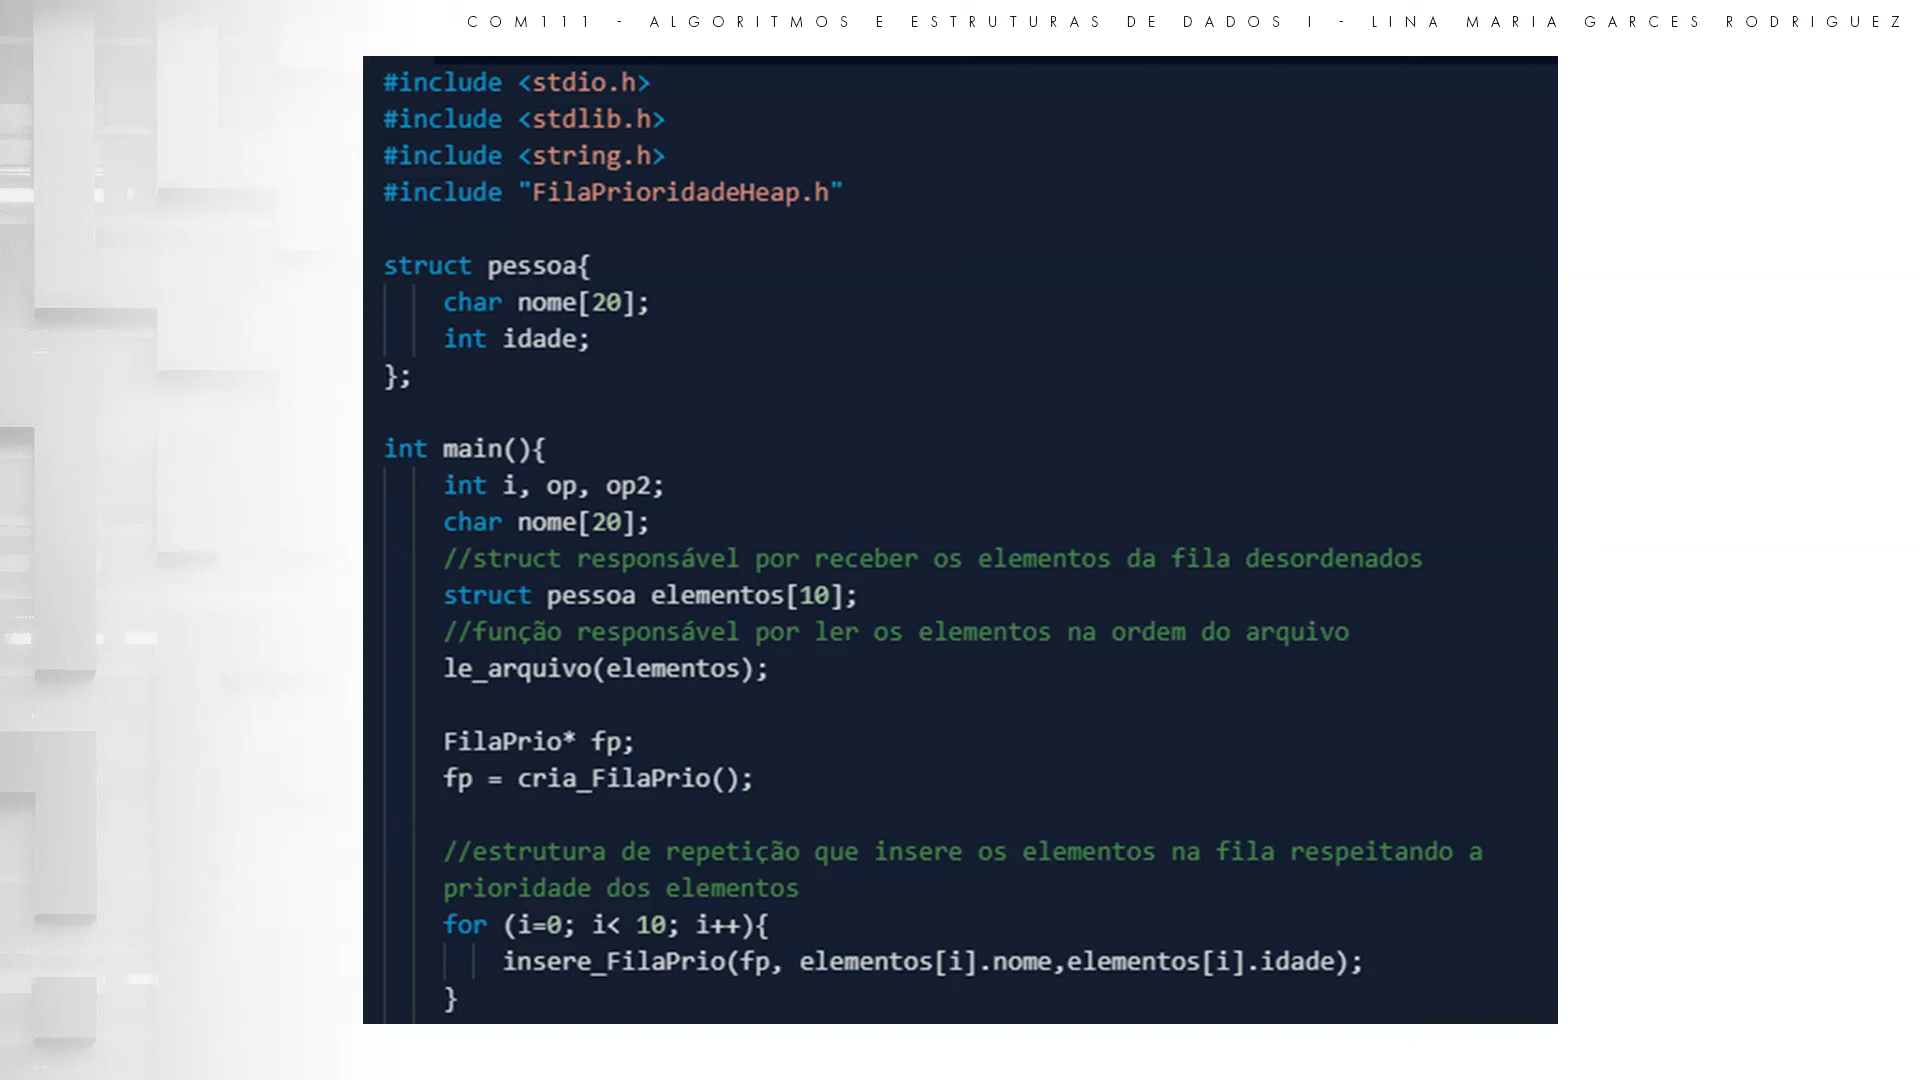 COM111 - ALGORITMOS E ESTRUTURAS DE DADOS I - LINA MARIA GARCES RODRIGUEZ
#include <stdio.h>
#include <stdlib.h>
#include <string.h>
#include "FilaPrioridadeHeap.h"
struct pessoa{
char nome[20];
int idade;
};
int main(){
int i, op, op2;
char nome[20];
//struct responsável por receber os elementos da fila desordenados
struct pessoa elementos[10];
//função responsável por ler os elementos na ordem do arquivo
le_arquivo(elementos);
FilaPrio* fp;
fp = cria_FilaPrio();
//estrutura de repetição que insere os elementos na fila respeitando a
prioridade dos elementos
for (i=0; i< 10; i++){
insere_FilaPrio(fp, elementos[i].nome,elementos[i].idade);
}